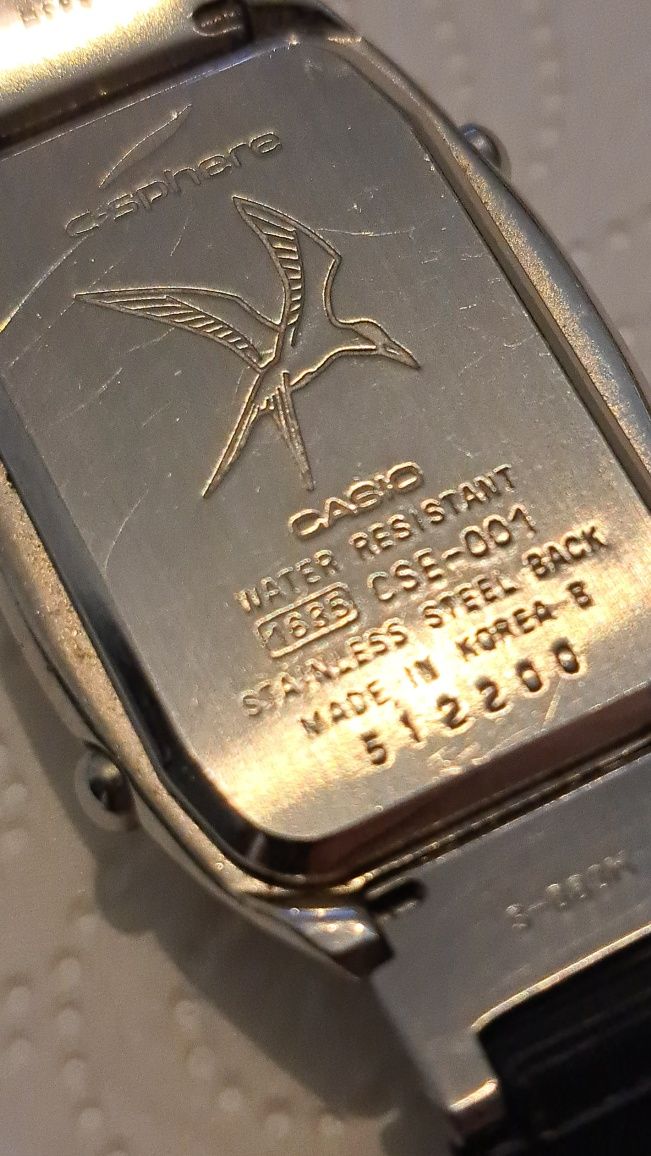 c-sphere
CASIO
WATER RESISTANT
1635 CSE-001
STAINLESS STEEL BACK
MADE IN KOREA B
512200